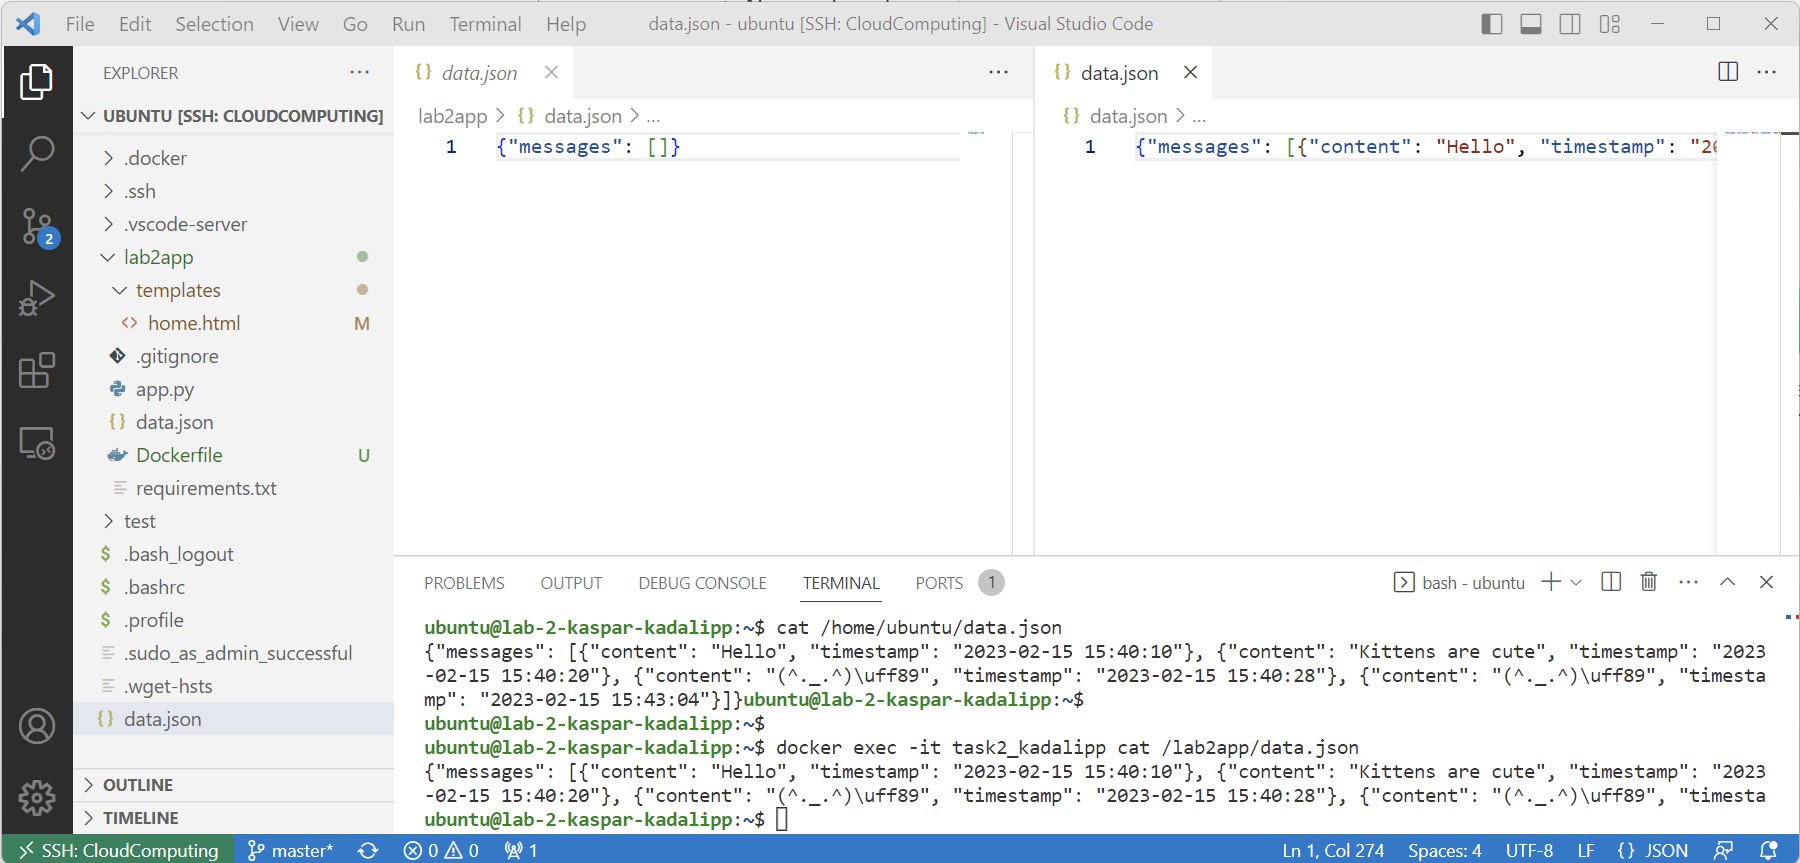 File Edit Selection View Go Run Terminal Help data.json - ubuntu [SSH: CloudComputing] - Visual Studio Code
EXPLORER
UBUNTU [SSH: CLOUDCOMPUTING]
.docker
.ssh
.vscode-server
lab2app
templates
home.html M
.gitignore
app.py
data.json
Dockerfile U
requirements.txt
test
.bash_logout
.bashrc
.profile
.sudo_as_admin_successful
.wget-hsts
data.json
OUTLINE
TIMELINE
2
{} data.json
lab2app > {} data.json > ...
1 {"messages": []}
{} data.json
{} data.json > ...
1 {"messages": [{"content": "Hello", "timestamp": "20
PROBLEMS OUTPUT DEBUG CONSOLE TERMINAL PORTS 1 bash - ubuntu
ubuntu@lab-2-kaspar-kadalipp:~$ cat /home/ubuntu/data.json
{"messages": [{"content": "Hello", "timestamp": "2023-02-15 15:40:10"}, {"content": "Kittens are cute", "timestamp": "2023
-02-15 15:40:20"}, {"content": "(^._.^)\uff89", "timestamp": "2023-02-15 15:40:28"}, {"content": "(^._.^)\uff89", "timesta
mp": "2023-02-15 15:43:04"}]}ubuntu@lab-2-kaspar-kadalipp:~$
ubuntu@lab-2-kaspar-kadalipp:~$
ubuntu@lab-2-kaspar-kadalipp:~$ docker exec -it task2_kadalipp cat /lab2app/data.json
{"messages": [{"content": "Hello", "timestamp": "2023-02-15 15:40:10"}, {"content": "Kittens are cute", "timestamp": "2023
-02-15 15:40:20"}, {"content": "(^._.^)\uff89", "timestamp": "2023-02-15 15:40:28"}, {"content": "(^._.^)\uff89", "timesta
ubuntu@lab-2-kaspar-kadalipp:~$
SSH: CloudComputing master* 0 0 1 Ln 1, Col 274 Spaces: 4 UTF-8 LF {} JSON